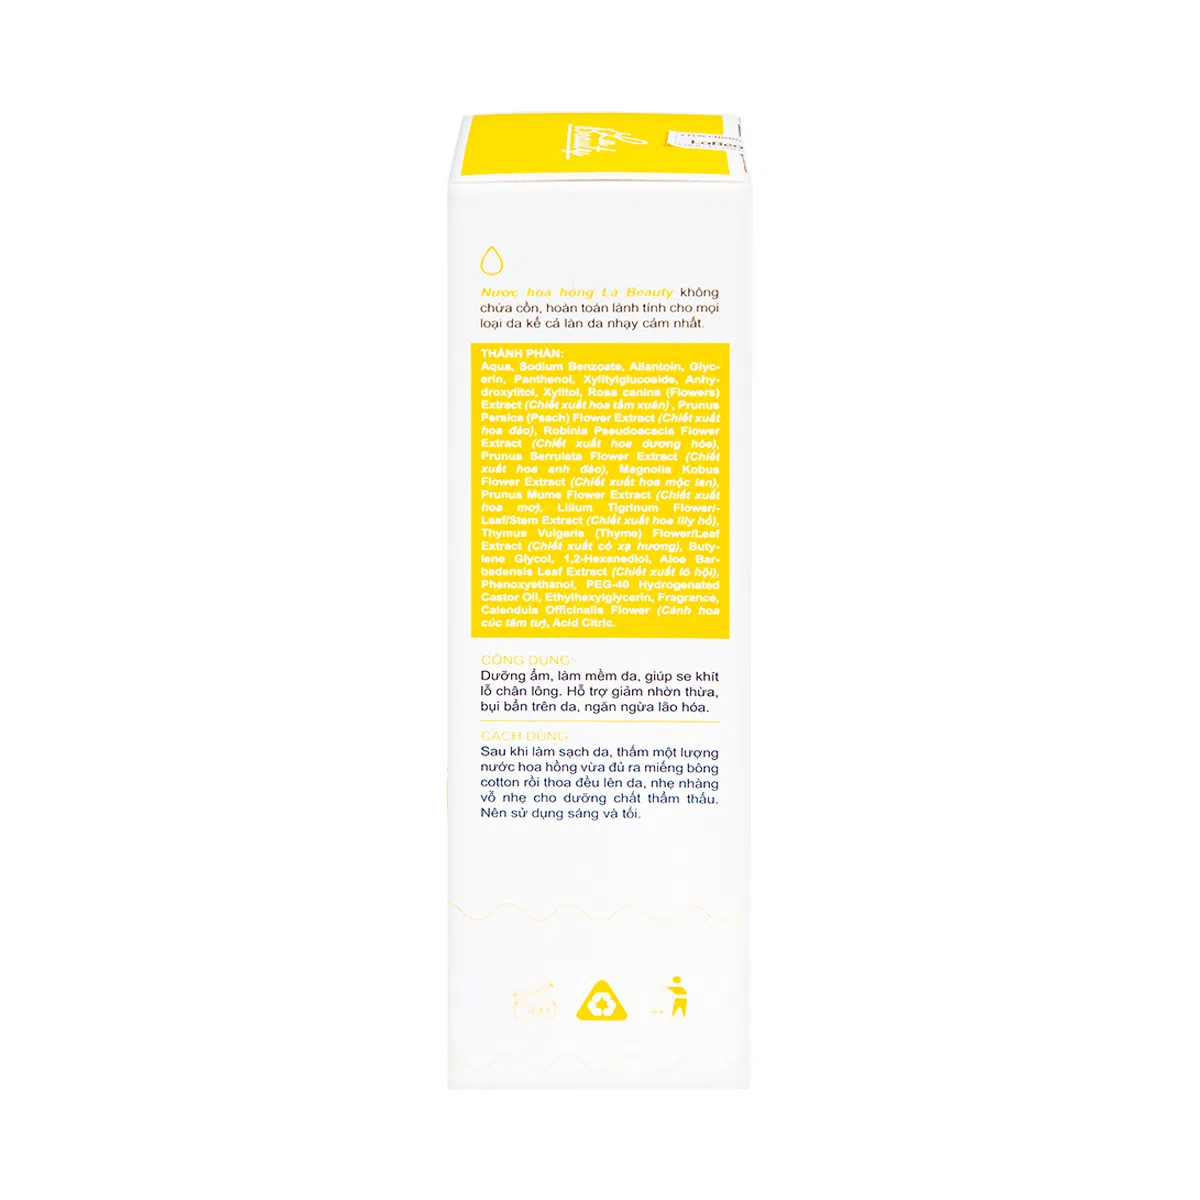 La
Beauty
Nước hoa hồng La Beauty không
chứa cồn, hoàn toàn lành tính cho mọi
loại da kể cả làn da nhạy cảm nhất.
THÀNH PHẦN:
Aqua, Sodium Benzoate, Allantoin, Glyc-
erin, Panthenol, Xylitylglucoside, Anhy-
droxylitol, Xylitol, Rosa canina (Flowers)
Extract (Chiết xuất hoa tầm xuân) , Prunus
Persica (Peach) Flower Extract (Chiết xuất
hoa đào), Robinia Pseudoacacia Flower
Extract (Chiết xuất hoa dương hòe),
Prunus Serrulata Flower Extract (Chiết
xuất hoa anh đào), Magnolia Kobus
Flower Extract (Chiết xuất hoa mộc lan),
Prunus Mume Flower Extract (Chiết xuất
hoa mơ), Lilium Tigrinum Flower/-
Leaf/Stem Extract (Chiết xuất hoa lily hổ),
Thymus Vulgaris (Thyme) Flower/Leaf
Extract (Chiết xuất cỏ xạ hương), Buty-
lene Glycol, 1,2-Hexanediol, Aloe Bar-
badensis Leaf Extract (Chiết xuất lô hội),
Phenoxyethanol, PEG-40 Hydrogenated
Castor Oil, Ethylhexylglycerin, Fragrance,
Calendula Officinalis Flower (Cánh hoa
cúc tâm tư), Acid Citric.
CÔNG DỤNG:
Dưỡng ẩm, làm mềm da, giúp se khít
lỗ chân lông. Hỗ trợ giảm nhờn thừa,
bụi bẩn trên da, ngăn ngừa lão hóa.
CÁCH DÙNG
Sau khi làm sạch da, thấm một lượng
nước hoa hồng vừa đủ ra miếng bông
cotton rồi thoa đều lên da, nhẹ nhàng
vỗ nhẹ cho dưỡng chất thẩm thấu.
Nên sử dụng sáng và tối.